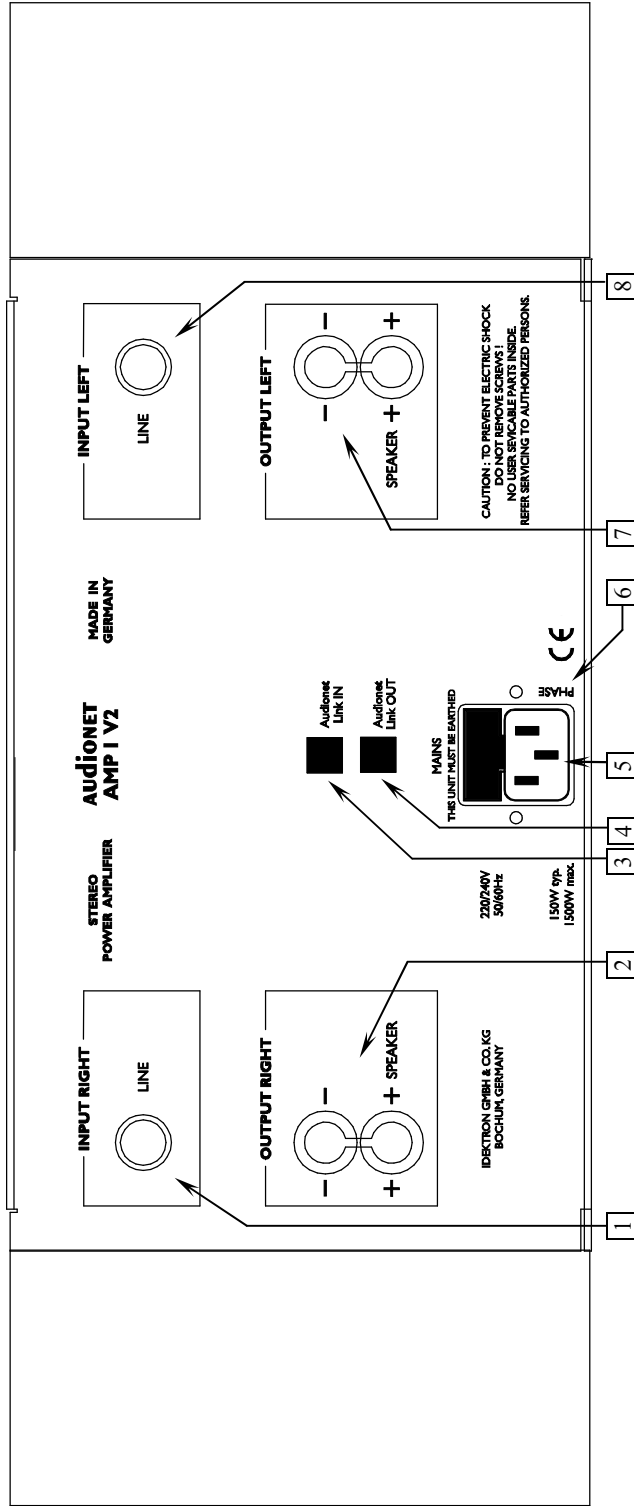 STEREO
POWER AMPLIFIER
AUDIONET
AMP I V2
MADE IN
GERMANY
INPUT RIGHT
LINE
INPUT LEFT
LINE
OUTPUT RIGHT
− −
+ + SPEAKER
OUTPUT LEFT
− −
SPEAKER + +
Audionet
Link IN
Audionet
Link OUT
IDEKTRON GMBH & CO. KG
BOCHUM, GERMANY
220/240V
50/60Hz
150W typ.
1500W max.
MAINS
THIS UNIT MUST BE EARTHED
PHASE
CE
CAUTION : TO PREVENT ELECTRIC SHOCK
DO NOT REMOVE SCREWS !
NO USER SEVICABLE PARTS INSIDE.
REFER SERVICING TO AUTHORIZED PERSONS.
1
2
3
4
5
6
7
8